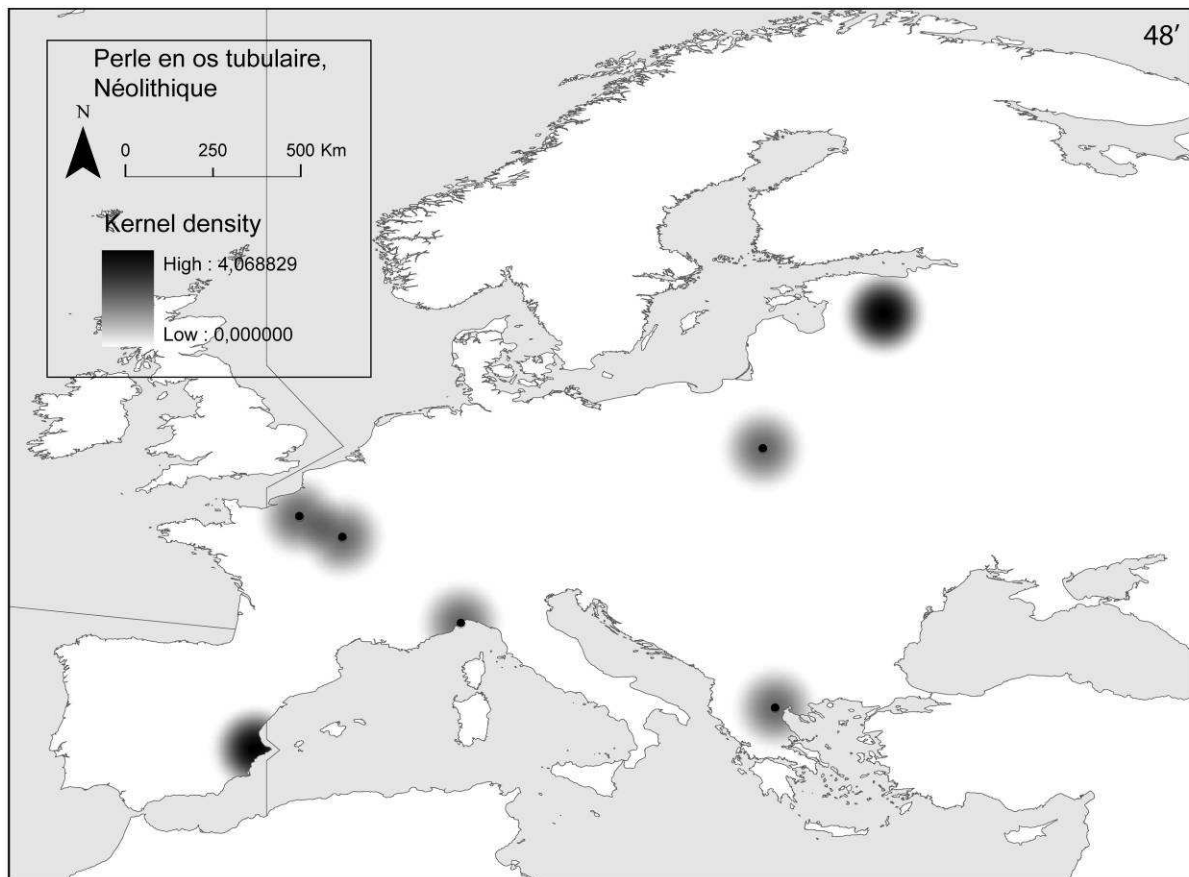 48’
Perle en os tubulaire,
Néolithique
N
0 250 500 Km
Kernel density
High : 4,068829
Low : 0,000000